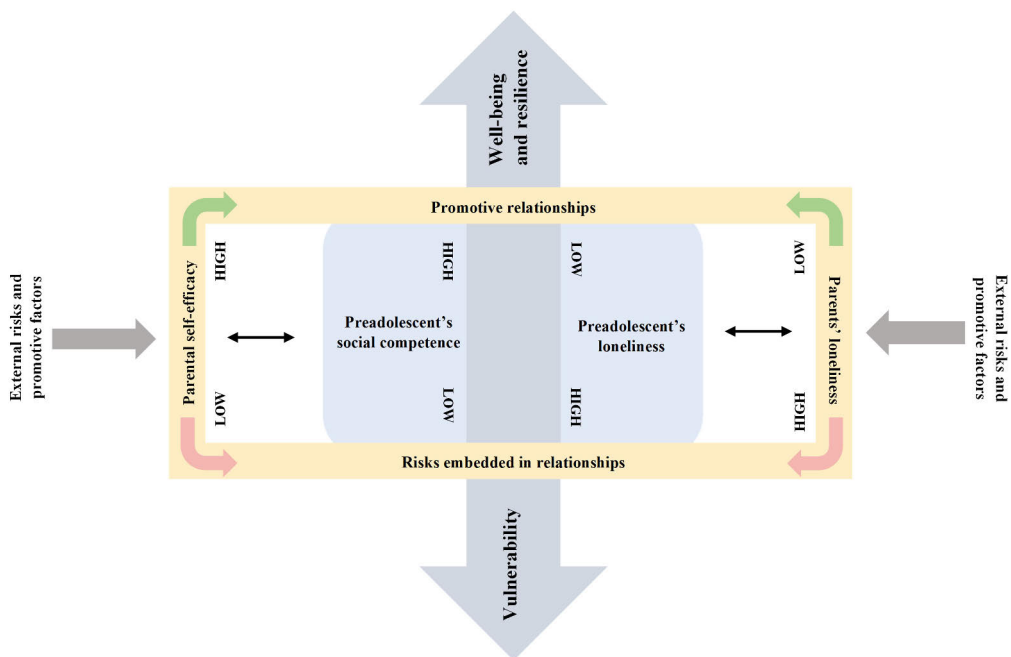 Well-being
and resilience
Promotive relationships
External risks and
promotive factors
Parental self-efficacy
HIGH
LOW
HIGH
LOW
Preadolescent's
social competence
LOW
HIGH
Preadolescent's
loneliness
LOW
HIGH
Parents' loneliness
External risks and
promotive factors
Risks embedded in relationships
Vulnerability